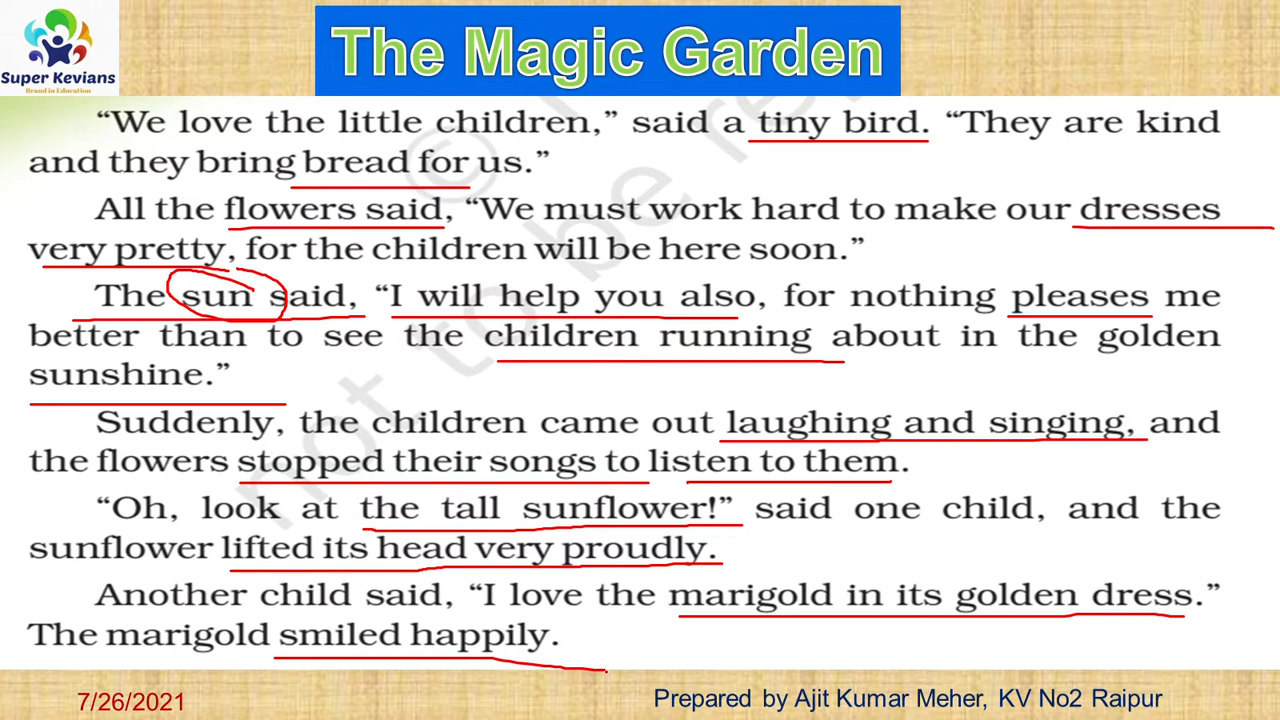 Super Kevians
Brand in Education
The Magic Garden
“We love the little children,” said a tiny bird. “They are kind
and they bring bread for us.”
All the flowers said, “We must work hard to make our dresses
very pretty, for the children will be here soon.”
The sun said, “I will help you also, for nothing pleases me
better than to see the children running about in the golden
sunshine.”
Suddenly, the children came out laughing and singing, and
the flowers stopped their songs to listen to them.
“Oh, look at the tall sunflower!” said one child, and the
sunflower lifted its head very proudly.
Another child said, “I love the marigold in its golden dress.”
The marigold smiled happily.
not to be re
7/26/2021
Prepared by Ajit Kumar Meher, KV No2 Raipur